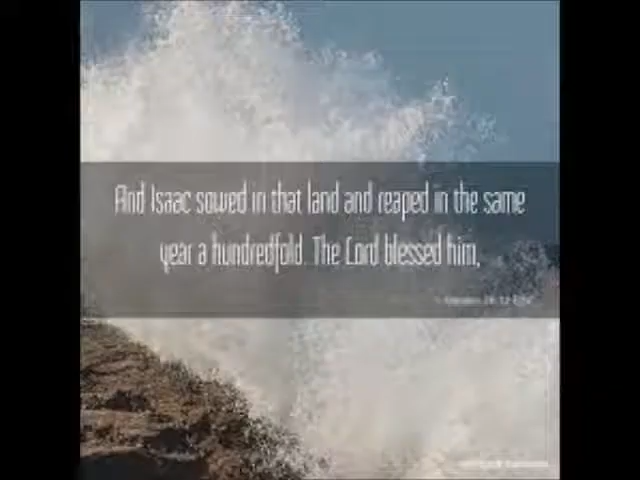 And Isaac sowed in that land and reaped in the same
year a hundredfold. The Lord blessed him,